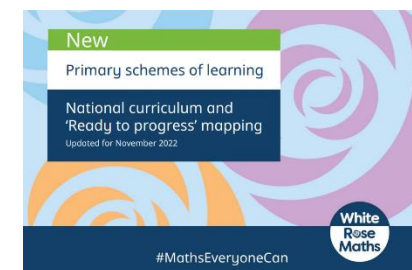 New
Primary schemes of learning
National curriculum and
‘Ready to progress’ mapping
Updated for November 2022
White
Rose
Maths
#MathsEveryoneCan